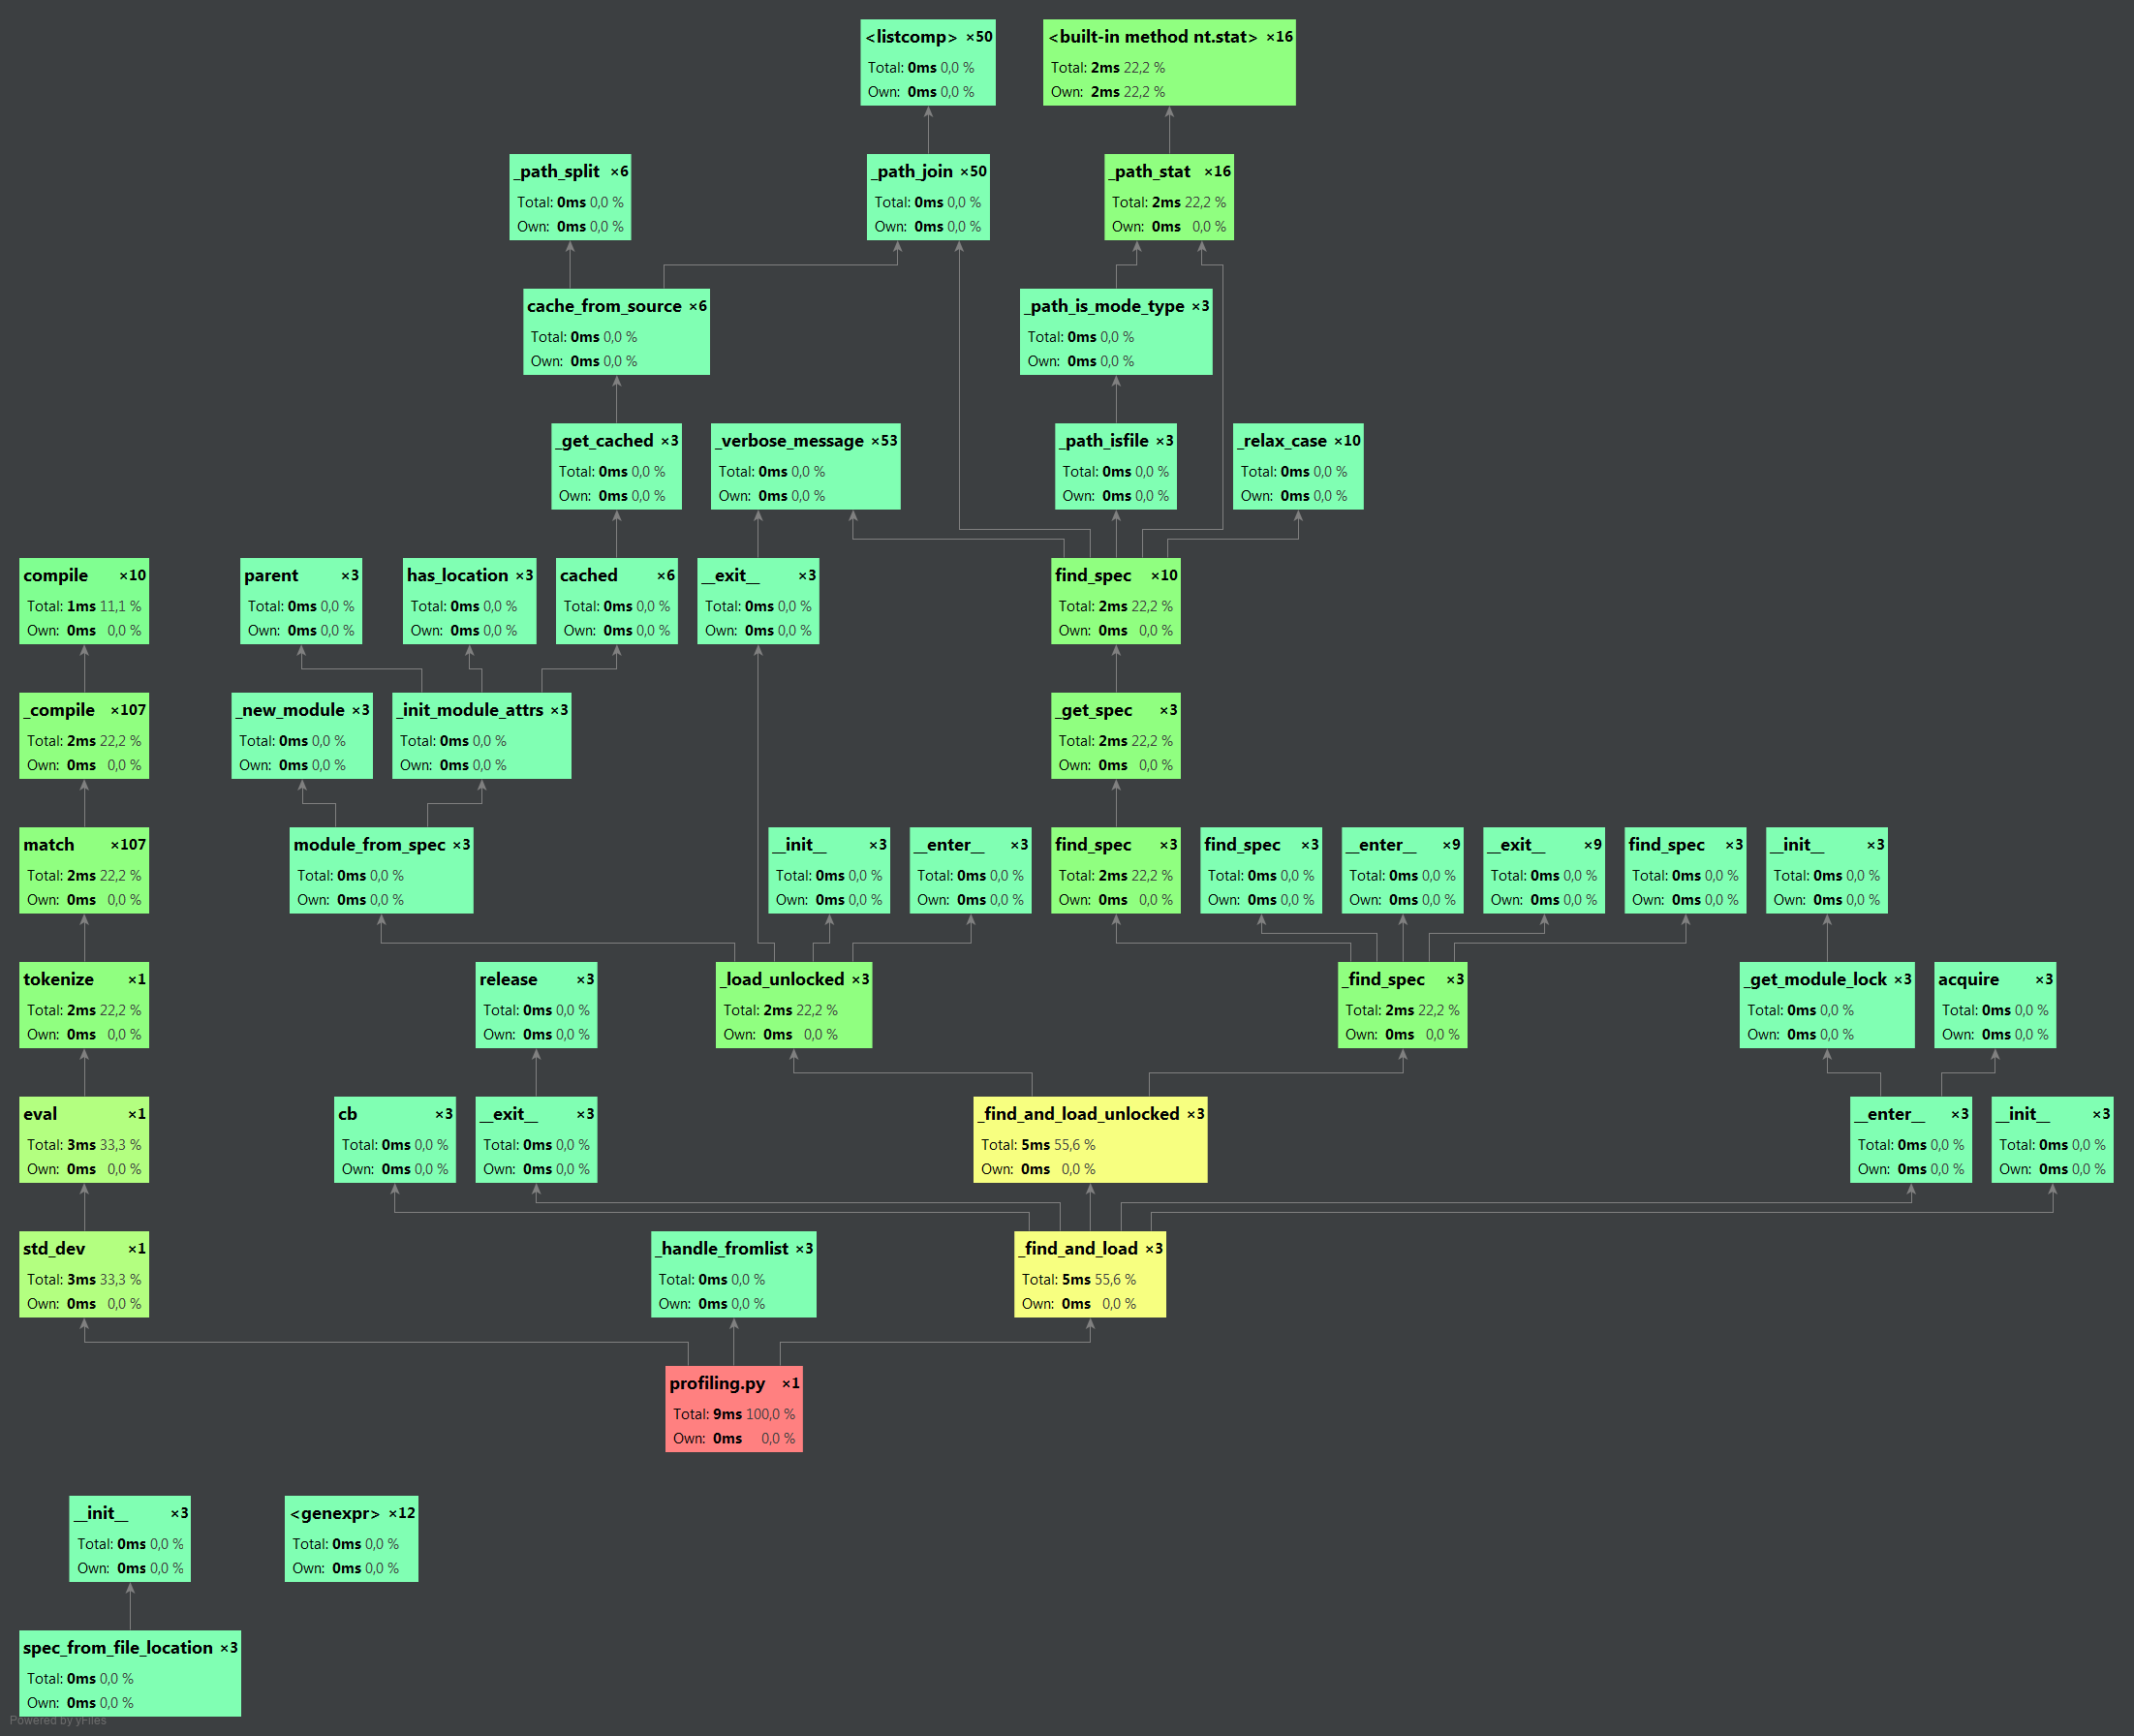 <listcomp> ×50
Total: 0ms 0,0 %
Own: 0ms 0,0 %
<built-in method nt.stat> ×16
Total: 2ms 22,2 %
Own: 2ms 22,2 %
_path_split ×6
Total: 0ms 0,0 %
Own: 0ms 0,0 %
_path_join ×50
Total: 0ms 0,0 %
Own: 0ms 0,0 %
_path_stat ×16
Total: 2ms 22,2 %
Own: 0ms 0,0 %
cache_from_source ×6
Total: 0ms 0,0 %
Own: 0ms 0,0 %
_path_is_mode_type ×3
Total: 0ms 0,0 %
Own: 0ms 0,0 %
_get_cached ×3
Total: 0ms 0,0 %
Own: 0ms 0,0 %
_verbose_message ×53
Total: 0ms 0,0 %
Own: 0ms 0,0 %
_path_isfile ×3
Total: 0ms 0,0 %
Own: 0ms 0,0 %
_relax_case ×10
Total: 0ms 0,0 %
Own: 0ms 0,0 %
compile ×10
Total: 1ms 11,1 %
Own: 0ms 0,0 %
parent ×3
Total: 0ms 0,0 %
Own: 0ms 0,0 %
has_location ×3
Total: 0ms 0,0 %
Own: 0ms 0,0 %
cached ×6
Total: 0ms 0,0 %
Own: 0ms 0,0 %
__exit__ ×3
Total: 0ms 0,0 %
Own: 0ms 0,0 %
find_spec ×10
Total: 2ms 22,2 %
Own: 0ms 0,0 %
_compile ×107
Total: 2ms 22,2 %
Own: 0ms 0,0 %
_new_module ×3
Total: 0ms 0,0 %
Own: 0ms 0,0 %
_init_module_attrs ×3
Total: 0ms 0,0 %
Own: 0ms 0,0 %
_get_spec ×3
Total: 2ms 22,2 %
Own: 0ms 0,0 %
match ×107
Total: 2ms 22,2 %
Own: 0ms 0,0 %
module_from_spec ×3
Total: 0ms 0,0 %
Own: 0ms 0,0 %
__init__ ×3
Total: 0ms 0,0 %
Own: 0ms 0,0 %
__enter__ ×3
Total: 0ms 0,0 %
Own: 0ms 0,0 %
find_spec ×3
Total: 2ms 22,2 %
Own: 0ms 0,0 %
find_spec ×3
Total: 0ms 0,0 %
Own: 0ms 0,0 %
__enter__ ×9
Total: 0ms 0,0 %
Own: 0ms 0,0 %
__exit__ ×9
Total: 0ms 0,0 %
Own: 0ms 0,0 %
find_spec ×3
Total: 0ms 0,0 %
Own: 0ms 0,0 %
__init__ ×3
Total: 0ms 0,0 %
Own: 0ms 0,0 %
tokenize ×1
Total: 2ms 22,2 %
Own: 0ms 0,0 %
release ×3
Total: 0ms 0,0 %
Own: 0ms 0,0 %
_load_unlocked ×3
Total: 2ms 22,2 %
Own: 0ms 0,0 %
_find_spec ×3
Total: 2ms 22,2 %
Own: 0ms 0,0 %
_get_module_lock ×3
Total: 0ms 0,0 %
Own: 0ms 0,0 %
acquire ×3
Total: 0ms 0,0 %
Own: 0ms 0,0 %
eval ×1
Total: 3ms 33,3 %
Own: 0ms 0,0 %
cb ×3
Total: 0ms 0,0 %
Own: 0ms 0,0 %
__exit__ ×3
Total: 0ms 0,0 %
Own: 0ms 0,0 %
_find_and_load_unlocked ×3
Total: 5ms 55,6 %
Own: 0ms 0,0 %
__enter__ ×3
Total: 0ms 0,0 %
Own: 0ms 0,0 %
__init__ ×3
Total: 0ms 0,0 %
Own: 0ms 0,0 %
std_dev ×1
Total: 3ms 33,3 %
Own: 0ms 0,0 %
_handle_fromlist ×3
Total: 0ms 0,0 %
Own: 0ms 0,0 %
_find_and_load ×3
Total: 5ms 55,6 %
Own: 0ms 0,0 %
profiling.py ×1
Total: 9ms 100,0 %
Own: 0ms 0,0 %
__init__ ×3
Total: 0ms 0,0 %
Own: 0ms 0,0 %
<genexpr> ×12
Total: 0ms 0,0 %
Own: 0ms 0,0 %
spec_from_file_location ×3
Total: 0ms 0,0 %
Own: 0ms 0,0 %
Powered by yFiles